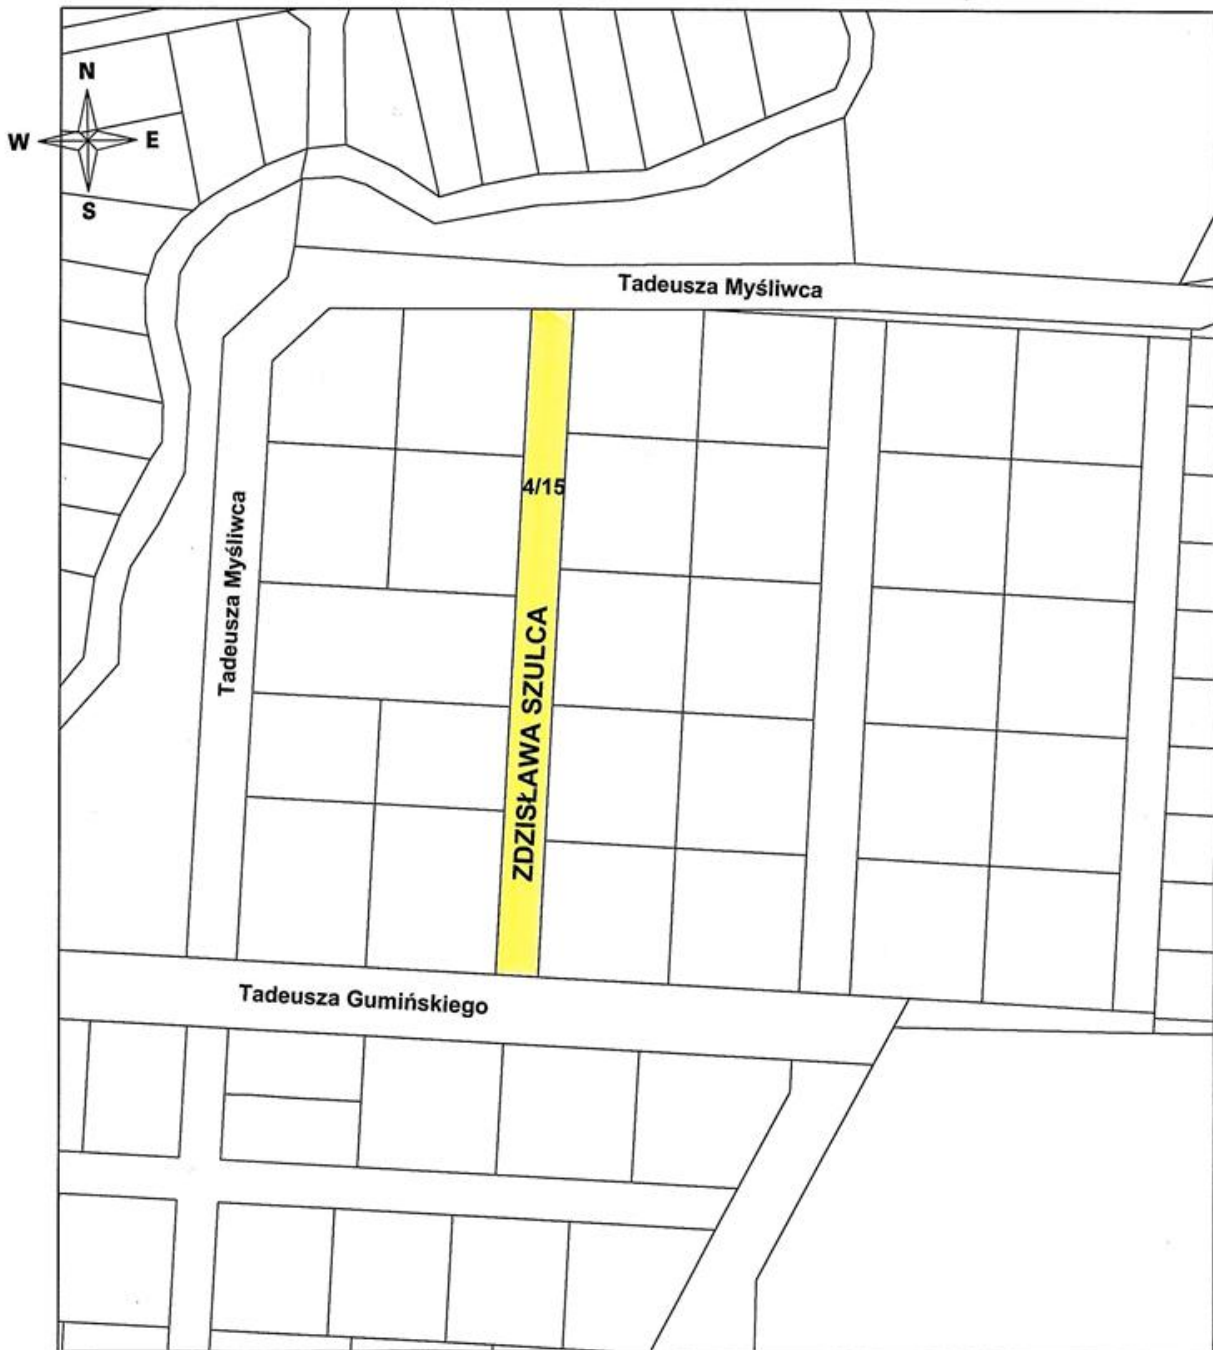 N
W E
S
Tadeusza Myśliwca
4/15
Tadeusza Myśliwca
ZDZISŁAWA SZULCA
Tadeusza Gumińskiego